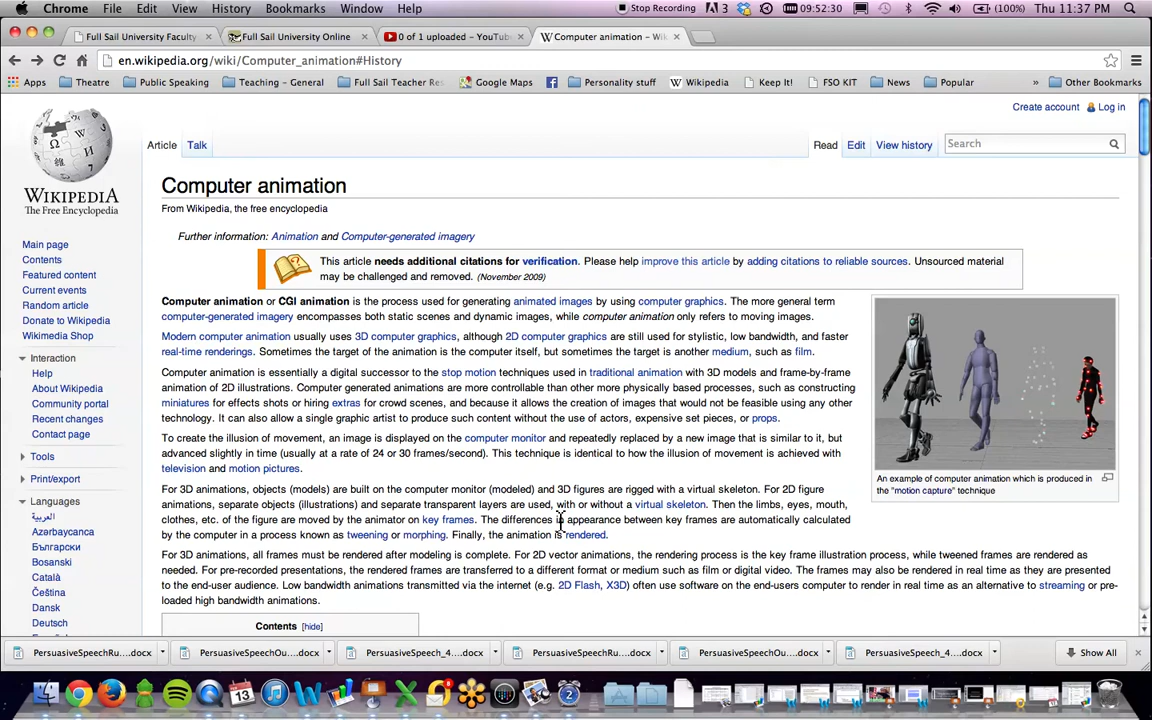 Chrome File Edit View History Bookmarks Window Help Stop Recording 3 09:52:30 (100%) Thu 11:37 PM
Full Sail University Faculty × Full Sail University Online × 0 of 1 uploaded - YouTub × Computer animation - Wik ×
en.wikipedia.org/wiki/Computer_animation#History
Apps Theatre Public Speaking Teaching - General Full Sail Teacher Res Google Maps Personality stuff Wikipedia Keep It! FSO KIT News Popular » Other Bookmarks
Create account Log in
Article Talk Read Edit View history Search
WIKIPEDIA
The Free Encyclopedia
Main page
Contents
Featured content
Current events
Random article
Donate to Wikipedia
Wikimedia Shop
Interaction
Help
About Wikipedia
Community portal
Recent changes
Contact page
Tools
Print/export
Languages
العربية
Azərbaycanca
Български
Bosanski
Català
Čeština
Dansk
Deutsch
Computer animation
From Wikipedia, the free encyclopedia
Further information: Animation and Computer-generated imagery
This article needs additional citations for verification. Please help improve this article by adding citations to reliable sources. Unsourced material
may be challenged and removed. (November 2009)
Computer animation or CGI animation is the process used for generating animated images by using computer graphics. The more general term
computer-generated imagery encompasses both static scenes and dynamic images, while computer animation only refers to moving images.
Modern computer animation usually uses 3D computer graphics, although 2D computer graphics are still used for stylistic, low bandwidth, and faster
real-time renderings. Sometimes the target of the animation is the computer itself, but sometimes the target is another medium, such as film.
Computer animation is essentially a digital successor to the stop motion techniques used in traditional animation with 3D models and frame-by-frame
animation of 2D illustrations. Computer generated animations are more controllable than other more physically based processes, such as constructing
miniatures for effects shots or hiring extras for crowd scenes, and because it allows the creation of images that would not be feasible using any other
technology. It can also allow a single graphic artist to produce such content without the use of actors, expensive set pieces, or props.
To create the illusion of movement, an image is displayed on the computer monitor and repeatedly replaced by a new image that is similar to it, but
advanced slightly in time (usually at a rate of 24 or 30 frames/second). This technique is identical to how the illusion of movement is achieved with
television and motion pictures.
For 3D animations, objects (models) are built on the computer monitor (modeled) and 3D figures are rigged with a virtual skeleton. For 2D figure
animations, separate objects (illustrations) and separate transparent layers are used, with or without a virtual skeleton. Then the limbs, eyes, mouth,
clothes, etc. of the figure are moved by the animator on key frames. The differences in appearance between key frames are automatically calculated
by the computer in a process known as tweening or morphing. Finally, the animation is rendered.
For 3D animations, all frames must be rendered after modeling is complete. For 2D vector animations, the rendering process is the key frame illustration process, while tweened frames are rendered as
needed. For pre-recorded presentations, the rendered frames are transferred to a different format or medium such as film or digital video. The frames may also be rendered in real time as they are presented
to the end-user audience. Low bandwidth animations transmitted via the internet (e.g. 2D Flash, X3D) often use software on the end-users computer to render in real time as an alternative to streaming or pre-
loaded high bandwidth animations.
An example of computer animation which is produced in
the "motion capture" technique
Contents [hide]
PersuasiveSpeechRu....docx PersuasiveSpeechOu....docx PersuasiveSpeech_4....docx PersuasiveSpeechRu....docx PersuasiveSpeechOu....docx PersuasiveSpeech_4....docx Show All